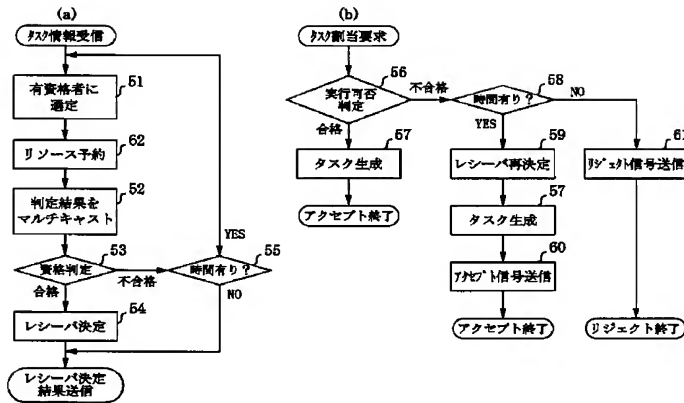 (a)
ﾀｽｸ情報受信
51
有資格者に
選定
62
リソース予約
52
判定結果を
マルチキャスト
53
資格判定
合格
不合格
55
時間有り？
YES
NO
54
レシーバ決定
レシーバ決定
結果送信
(b)
ﾀｽｸ割当要求
56
実行可否
判定
不合格
合格
58
時間有り？
NO
YES
57
タスク生成
アクセプト終了
59
レシーバ再決定
57
タスク生成
60
ｱｸｾﾌﾟﾄ信号送信
アクセプト終了
61
ﾘｼﾞｪｸﾄ信号送信
リジェクト終了